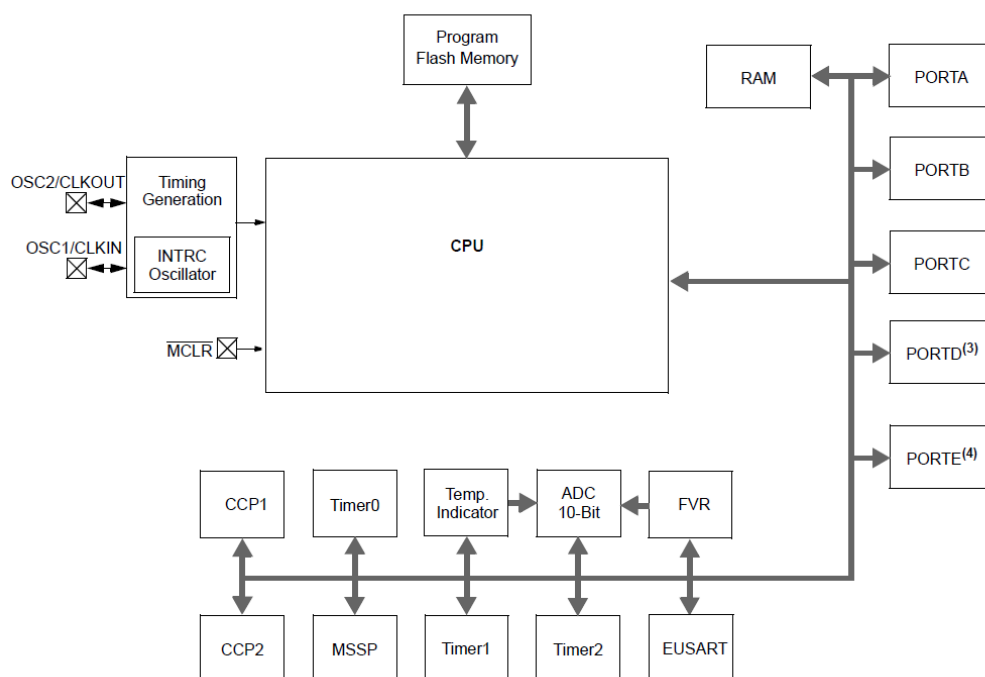 Program
Flash Memory
RAM
PORTA
OSC2/CLKOUT
Timing
Generation
PORTB
OSC1/CLKIN
INTRC
Oscillator
CPU
PORTC
MCLR
PORTD(3)
PORTE(4)
CCP1
Timer0
Temp.
Indicator
ADC
10-Bit
FVR
CCP2
MSSP
Timer1
Timer2
EUSART